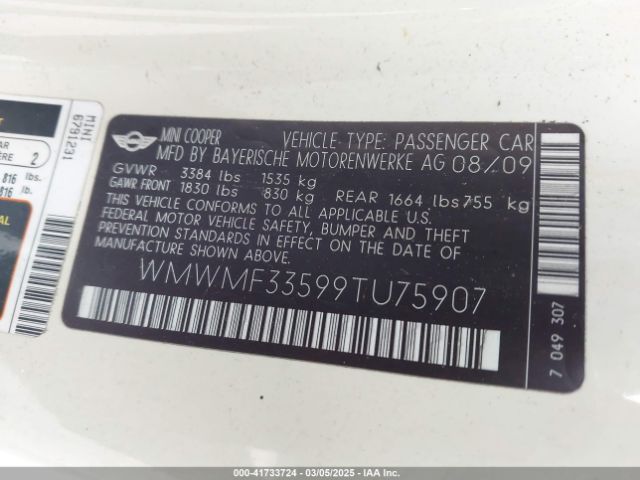 MINI COOPER VEHICLE TYPE: PASSENGER CAR
MFD BY BAYERISCHE MOTORENWERKE AG 08/09
GVWR 3384 lbs 1535 kg
GAWR FRONT 1830 lbs 830 kg REAR 1664 lbs 755 kg
THIS VEHICLE CONFORMS TO ALL APPLICABLE U.S.
FEDERAL MOTOR VEHICLE SAFETY, BUMPER AND THEFT
PREVENTION STANDARDS IN EFFECT ON THE DATE OF
MANUFACTURE SHOWN ABOVE.
WMWMF33599TU75907
7 049 307
MINI
6791231
2
816 lbs.
816 lb.
000-41733724 | 03/05/2025 | IAA Inc.